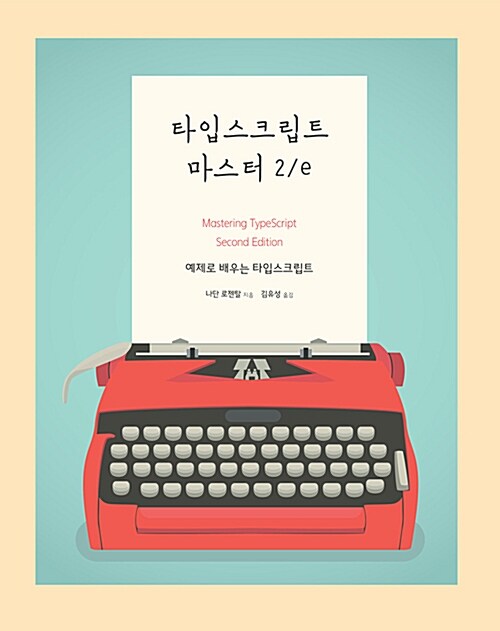 타입스크립트
마스터 2/e
Mastering TypeScript
Second Edition
예제로 배우는 타입스크립트
나단 로젠탈 지음 김유성 옮김